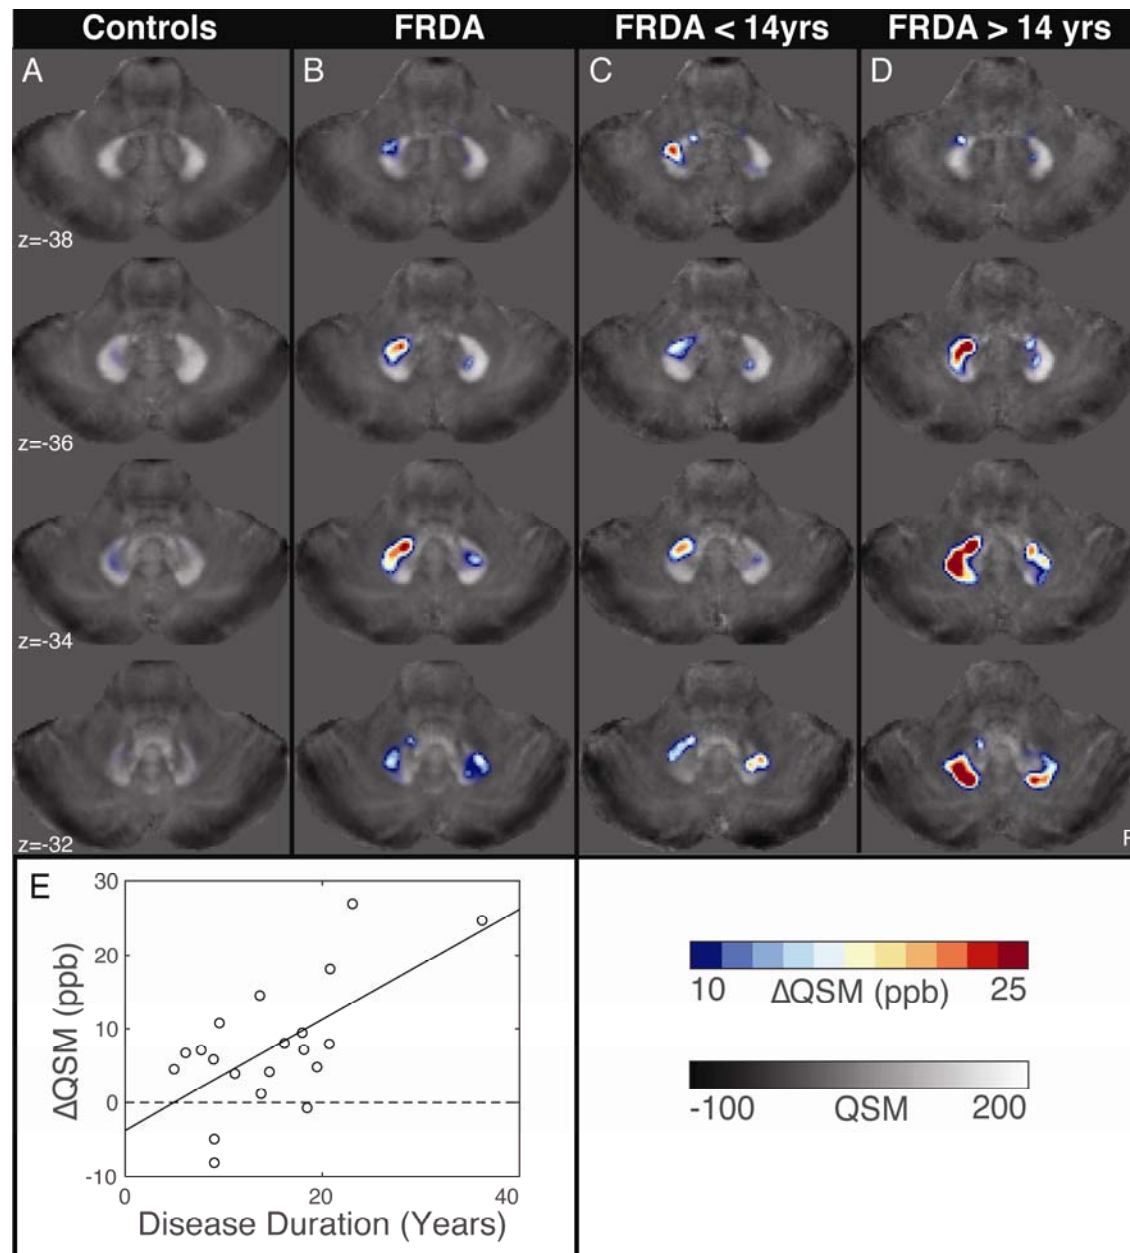 Controls FRDA FRDA < 14yrs FRDA > 14 yrs
A B C D
z=-38
z=-36
z=-34
z=-32
E
30
20
10
0
-10
ΔQSM (ppb)
0 20 40
Disease Duration (Years)
10 ΔQSM (ppb) 25
-100 QSM 200